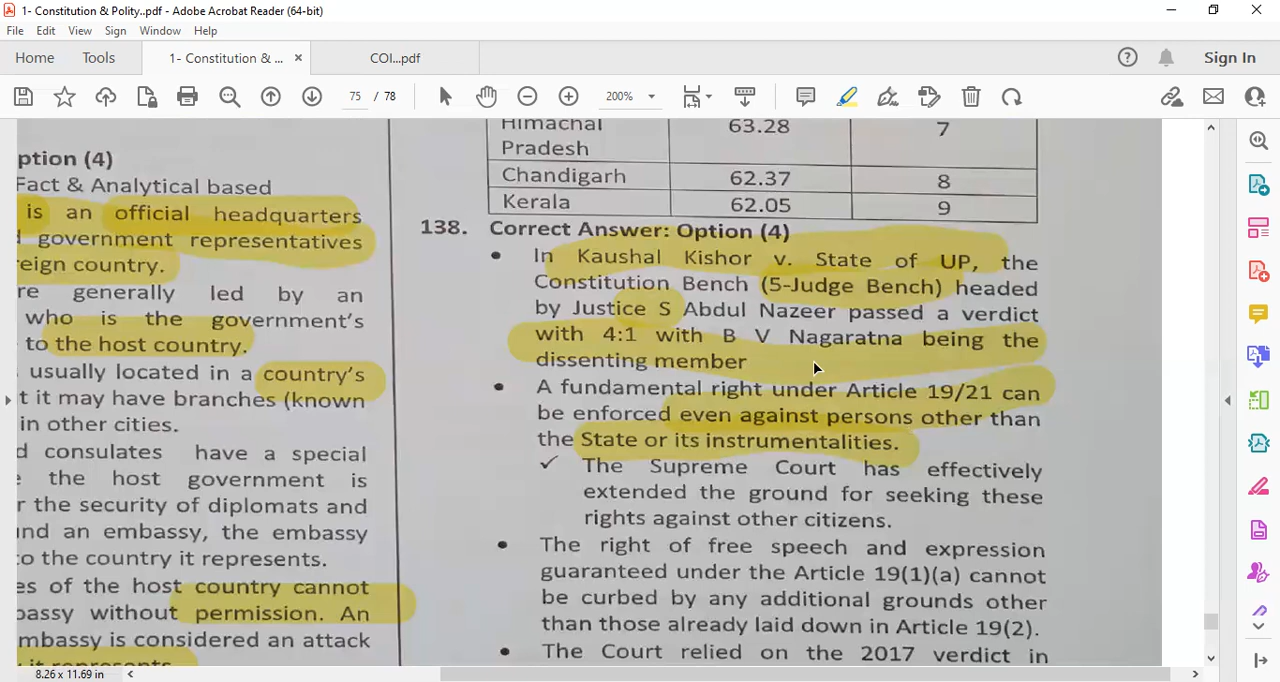 1- Constitution & Polity..pdf - Adobe Acrobat Reader (64-bit)
File Edit View Sign Window Help
Home Tools 1- Constitution & ... × COI...pdf Sign In
75 / 78 200%
ption (4)
Fact & Analytical based
is an official headquarters
government representatives
eign country.
re generally led by an
who is the government's
to the host country.
usually located in a country's
t it may have branches (known
in other cities.
d consulates have a special
the host government is
r the security of diplomats and
und an embassy, the embassy
to the country it represents.
es of the host country cannot
bassy without permission. An
mbassy is considered an attack
it represents.
Himachal Pradesh 63.28 7
Chandigarh 62.37 8
Kerala 62.05 9
138. Correct Answer: Option (4)
• In Kaushal Kishor v. State of UP, the
Constitution Bench (5-Judge Bench) headed
by Justice S Abdul Nazeer passed a verdict
with 4:1 with B V Nagaratna being the
dissenting member
• A fundamental right under Article 19/21 can
be enforced even against persons other than
the State or its instrumentalities.
✓ The Supreme Court has effectively
extended the ground for seeking these
rights against other citizens.
• The right of free speech and expression
guaranteed under the Article 19(1)(a) cannot
be curbed by any additional grounds other
than those already laid down in Article 19(2).
• The Court relied on the 2017 verdict in
8.26 x 11.69 in